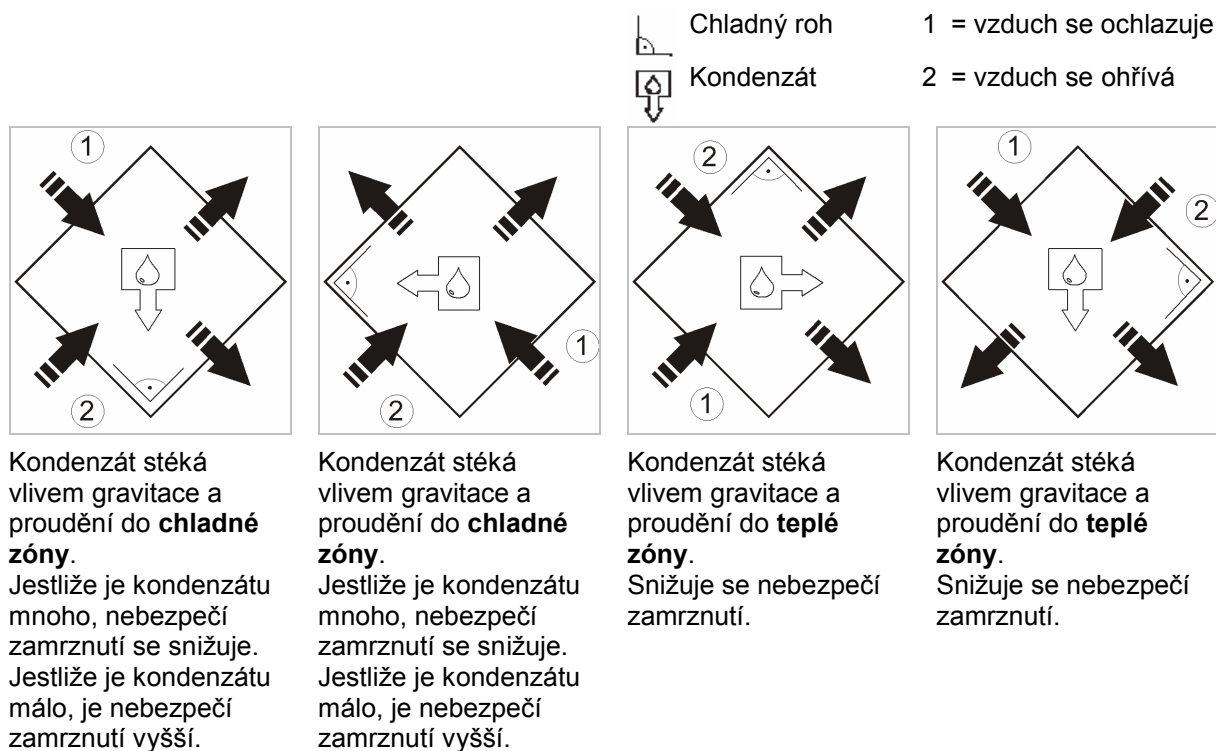 Chladný roh 1 = vzduch se ochlazuje
Kondenzát 2 = vzduch se ohřívá
1
2
1
2
2
1
1
2
Kondenzát stéká
vlivem gravitace a
proudění do chladné
zóny.
Jestliže je kondenzátu
mnoho, nebezpečí
zamrznutí se snižuje.
Jestliže je kondenzátu
málo, je nebezpečí
zamrznutí vyšší.
Kondenzát stéká
vlivem gravitace a
proudění do chladné
zóny.
Jestliže je kondenzátu
mnoho, nebezpečí
zamrznutí se snižuje.
Jestliže je kondenzátu
málo, je nebezpečí
zamrznutí vyšší.
Kondenzát stéká
vlivem gravitace a
proudění do teplé
zóny.
Snižuje se nebezpečí
zamrznutí.
Kondenzát stéká
vlivem gravitace a
proudění do teplé
zóny.
Snižuje se nebezpečí
zamrznutí.